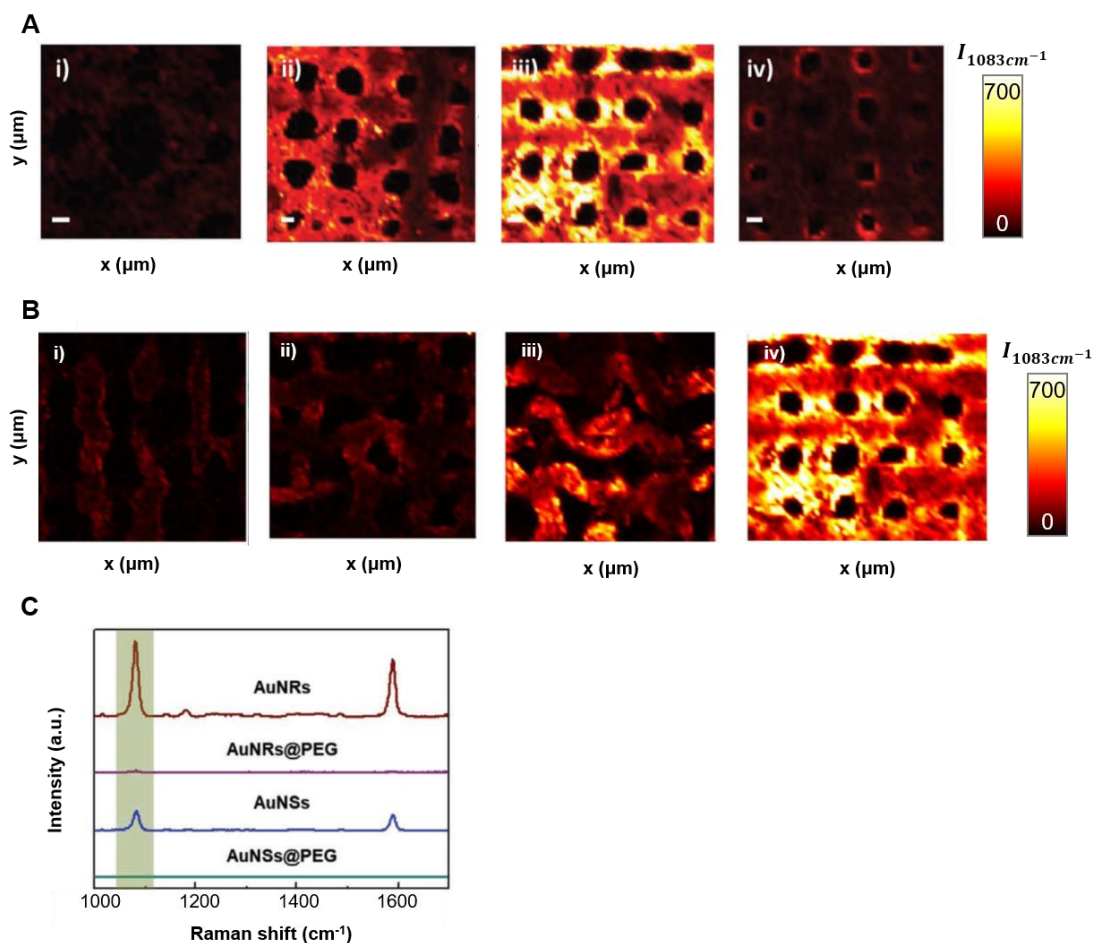 A
i)
ii)
iii)
iv)
I1083cm−1
700
0
y (µm)
x (µm)
x (µm)
x (µm)
x (µm)
B
i)
ii)
iii)
iv)
I1083cm−1
700
0
y (µm)
x (µm)
x (µm)
x (µm)
x (µm)
C
AuNRs
AuNRs@PEG
AuNSs
AuNSs@PEG
Intensity (a.u.)
1000 1200 1400 1600
Raman shift (cm-1)